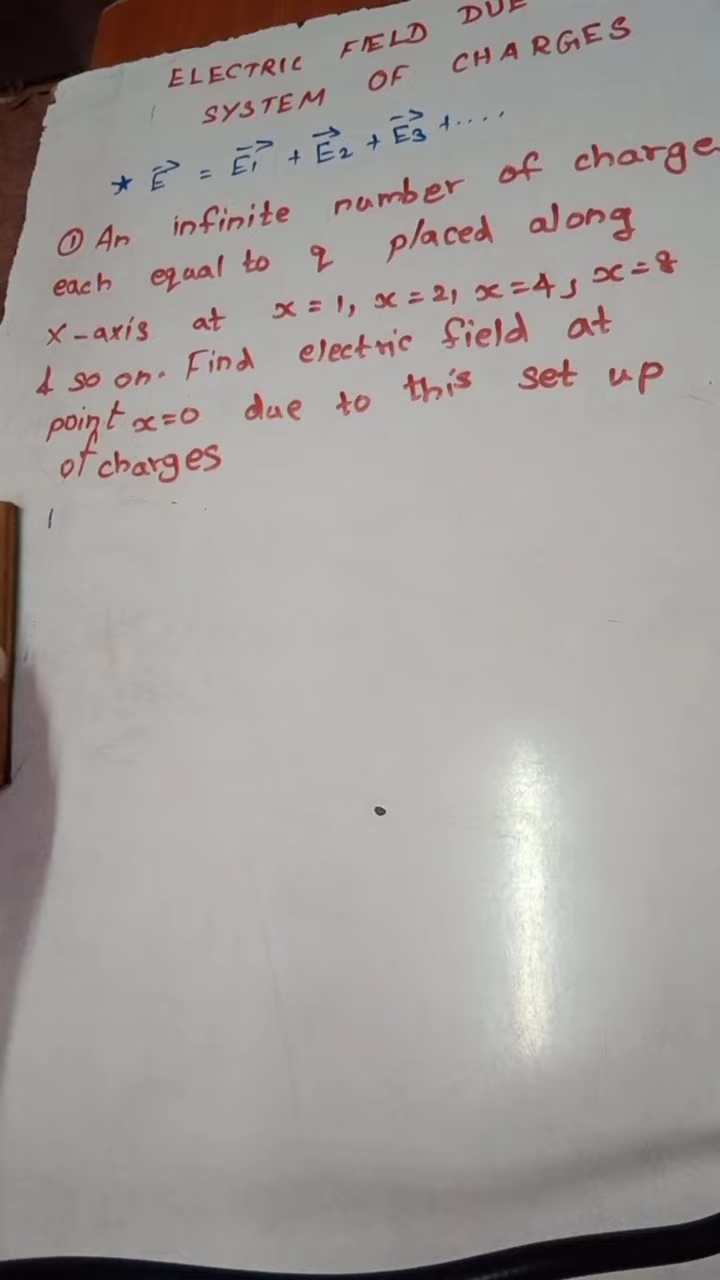 ELECTRIC FIELD DUE
SYSTEM OF CHARGES
* E⃗ = E⃗1 + E⃗2 + E⃗3 + ....
① An infinite number of charge
each equal to q placed along
X-axis at x = 1, x = 2, x = 4, x = 8
& so on. Find electric field at
point x=0 due to this set up
of charges